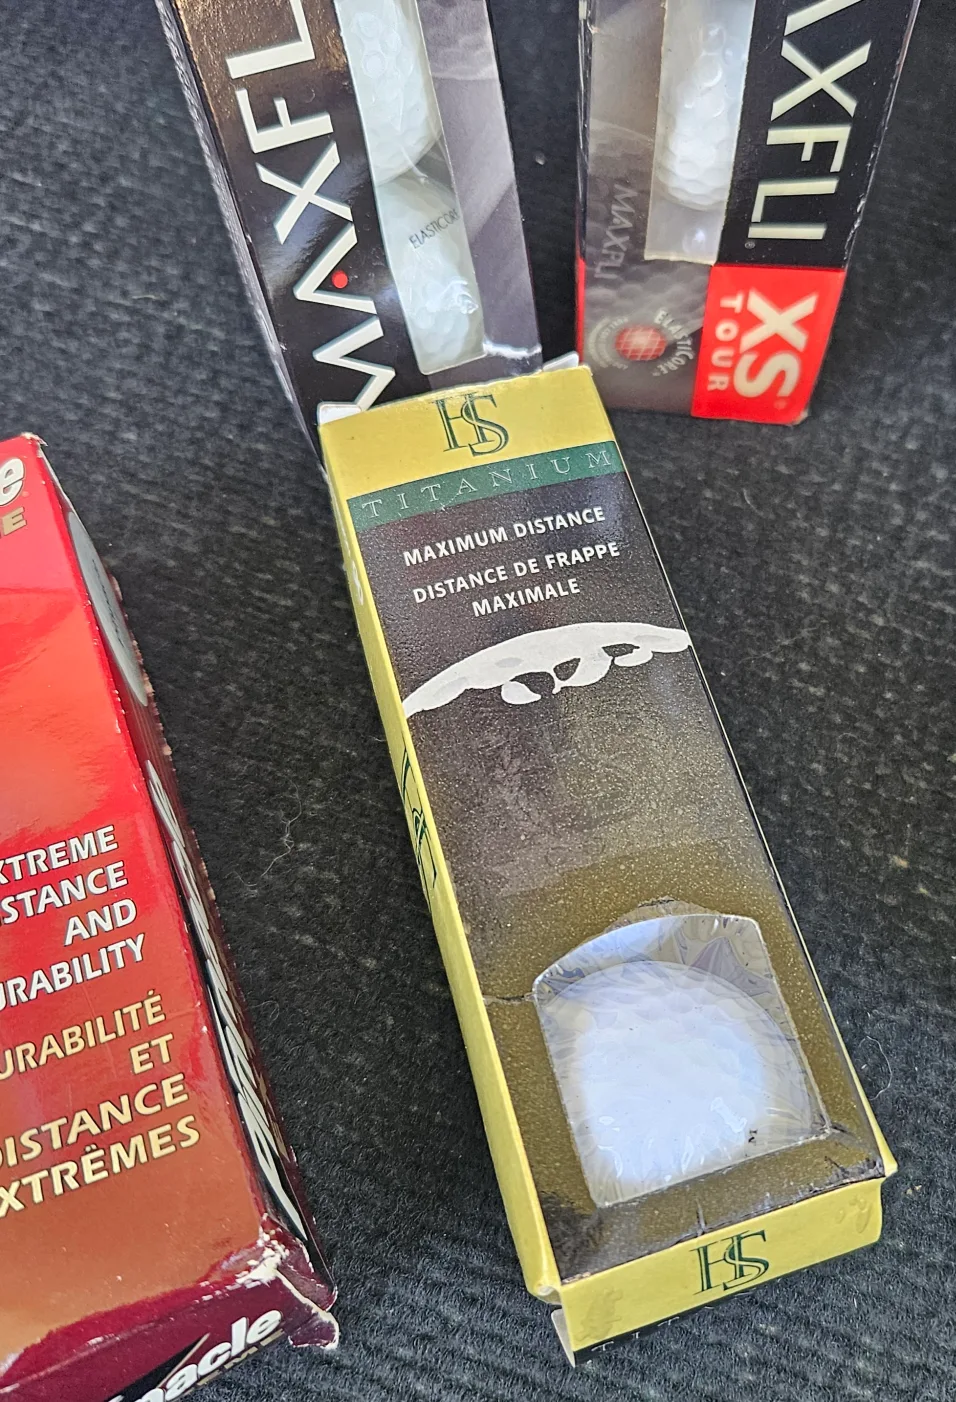 MAXFLI
ELASTICORE
MAXFLI
MAXFLI
ELASTICORE
XS
TOUR
HS
TITANIUM
MAXIMUM DISTANCE
DISTANCE DE FRAPPE
MAXIMALE
HS
XTREME
STANCE
AND
URABILITY
URABILITÉ
ET
DISTANCE
XTRÊMES
nacle